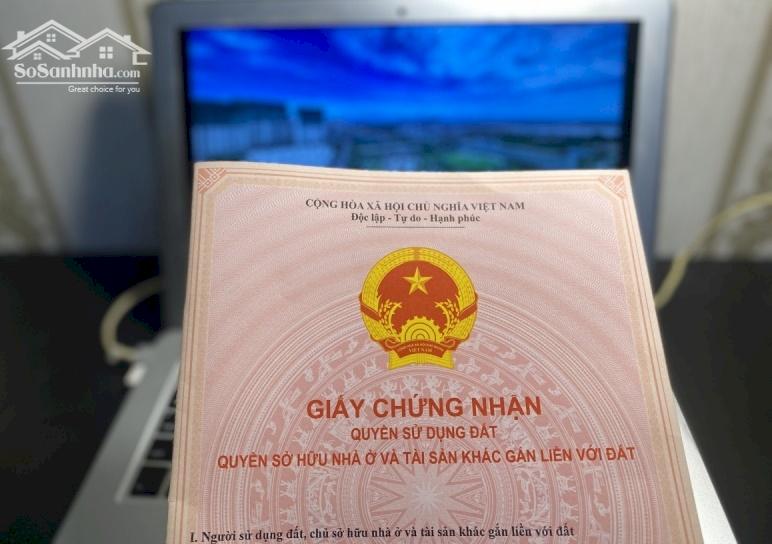 SoSanhnha.com
Great choice for you
CỘNG HÒA XÃ HỘI CHỦ NGHĨA VIỆT NAM
Độc lập - Tự do - Hạnh phúc
VIỆT NAM
GIẤY CHỨNG NHẬN
QUYỀN SỬ DỤNG ĐẤT
QUYỀN SỞ HỮU NHÀ Ở VÀ TÀI SẢN KHÁC GẮN LIỀN VỚI ĐẤT
I. Người sử dụng đất, chủ sở hữu nhà ở và tài sản khác gắn liền với đất